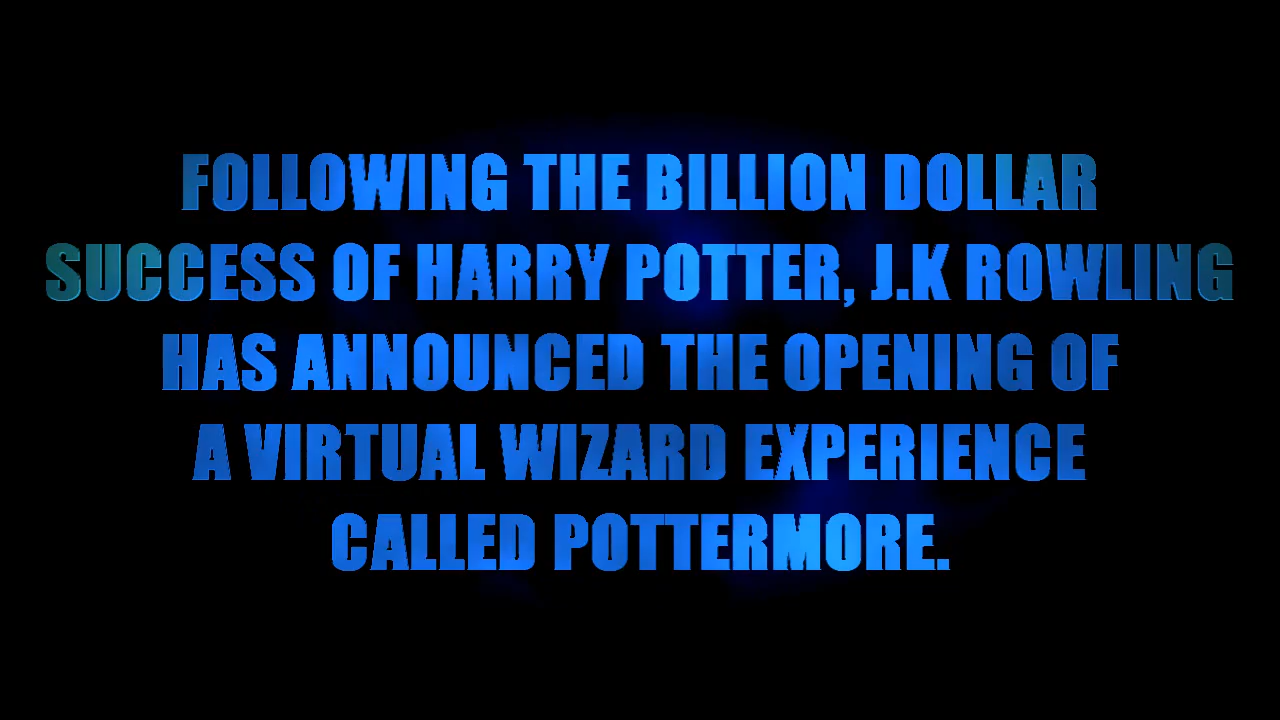 FOLLOWING THE BILLION DOLLAR
SUCCESS OF HARRY POTTER, J.K ROWLING
HAS ANNOUNCED THE OPENING OF
A VIRTUAL WIZARD EXPERIENCE
CALLED POTTERMORE.